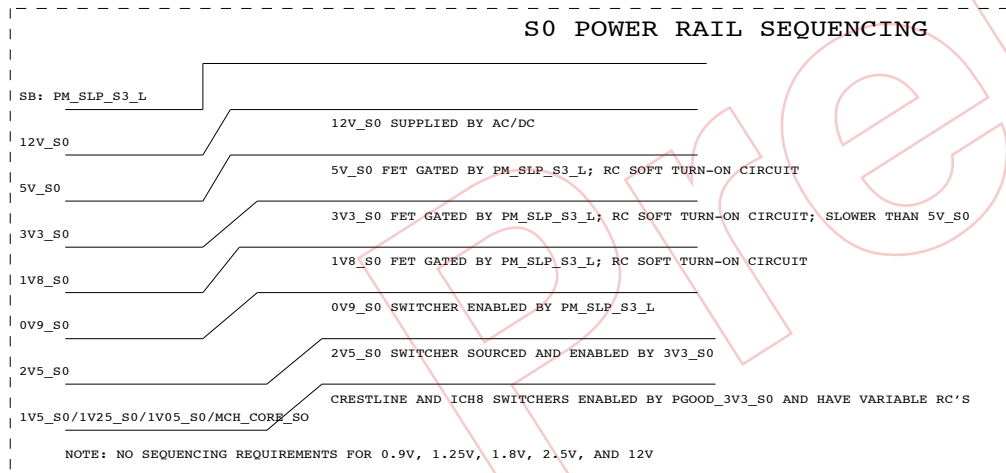 S0 POWER RAIL SEQUENCING
SB: PM_SLP_S3_L
12V_S0 SUPPLIED BY AC/DC
12V_S0
5V_S0 FET GATED BY PM_SLP_S3_L; RC SOFT TURN-ON CIRCUIT
5V_S0
3V3_S0 FET GATED BY PM_SLP_S3_L; RC SOFT TURN-ON CIRCUIT; SLOWER THAN 5V_S0
3V3_S0
1V8_S0 FET GATED BY PM_SLP_S3_L; RC SOFT TURN-ON CIRCUIT
1V8_S0
0V9_S0 SWITCHER ENABLED BY PM_SLP_S3_L
0V9_S0
2V5_S0 SWITCHER SOURCED AND ENABLED BY 3V3_S0
2V5_S0
CRESTLINE AND ICH8 SWITCHERS ENABLED BY PGOOD_3V3_S0 AND HAVE VARIABLE RC'S
1V5_S0/1V25_S0/1V05_S0/MCH_CORE_SO
NOTE: NO SEQUENCING REQUIREMENTS FOR 0.9V, 1.25V, 1.8V, 2.5V, AND 12V
Pre